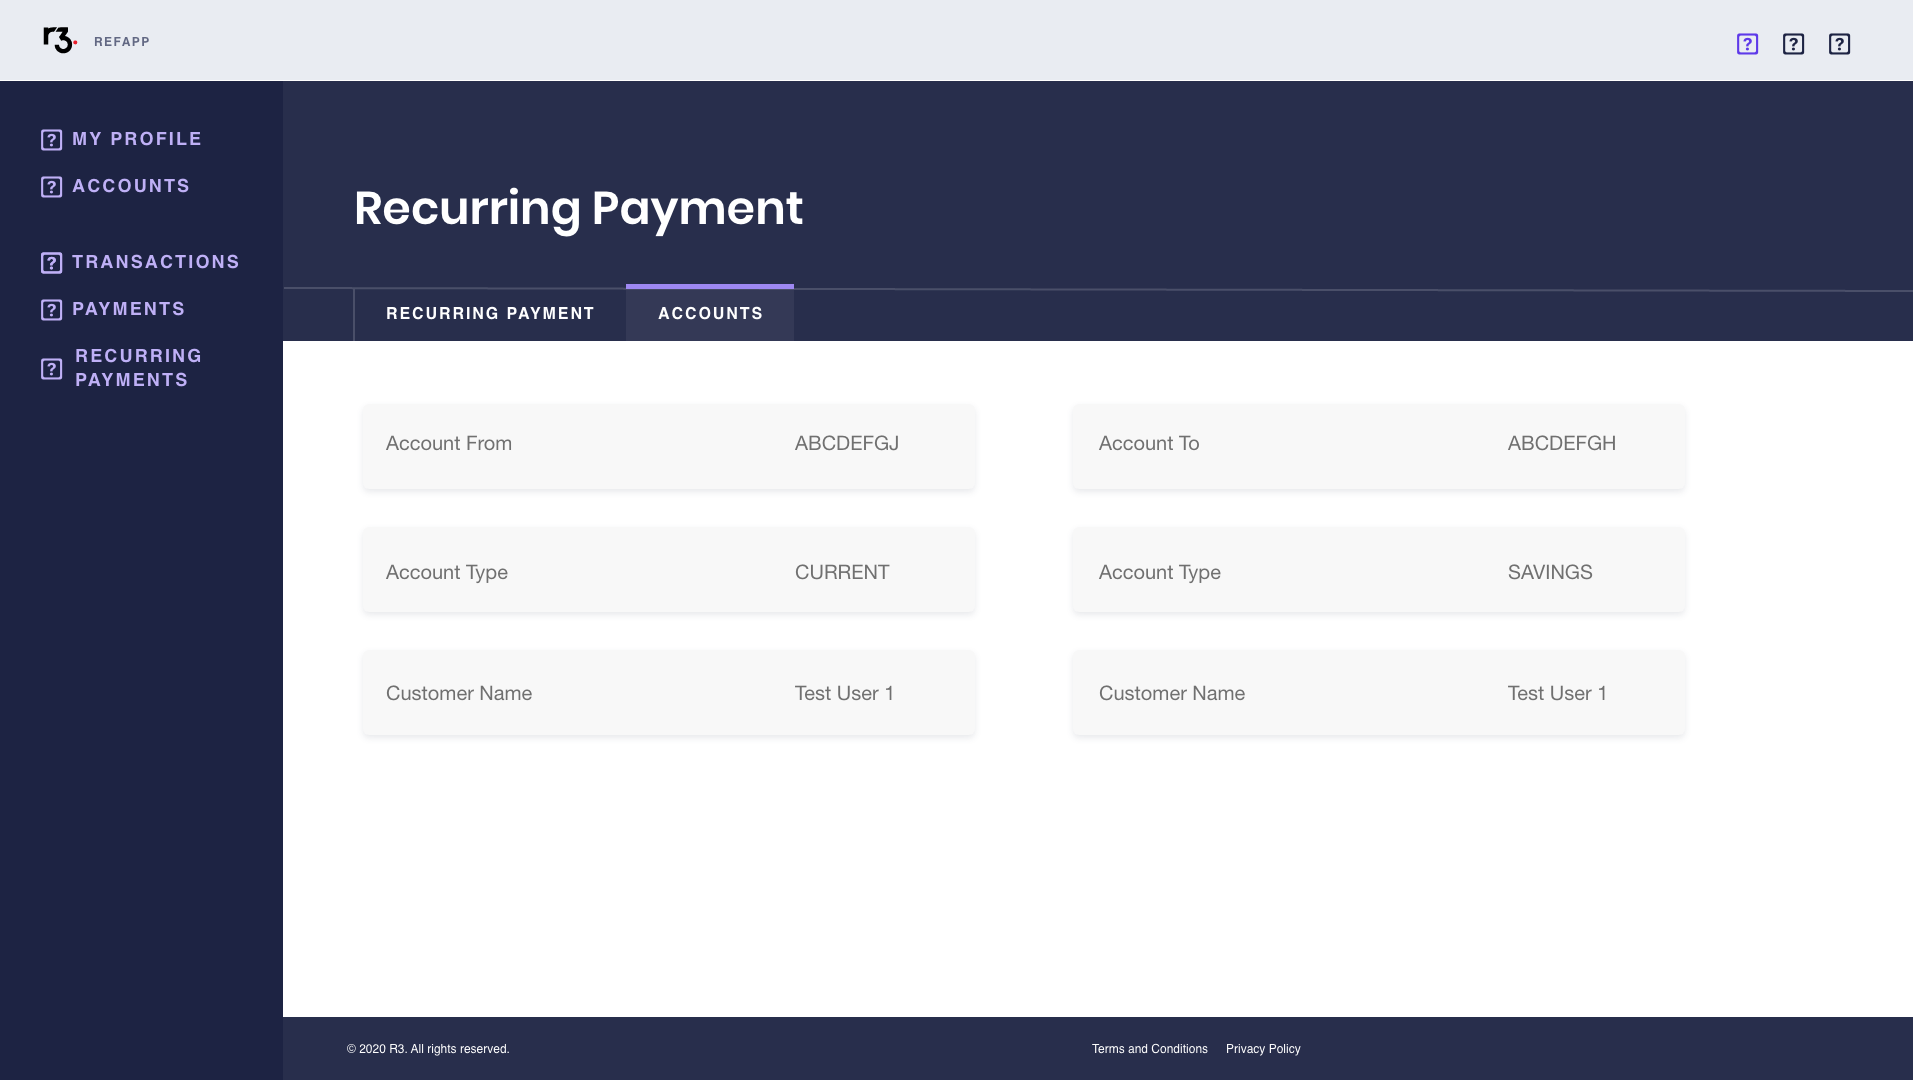 r3.
REFAPP
MY PROFILE
ACCOUNTS
TRANSACTIONS
PAYMENTS
RECURRING
PAYMENTS
Recurring Payment
RECURRING PAYMENT
ACCOUNTS
Account From ABCDEFGJ
Account To ABCDEFGH
Account Type CURRENT
Account Type SAVINGS
Customer Name Test User 1
Customer Name Test User 1
© 2020 R3. All rights reserved.
Terms and Conditions Privacy Policy